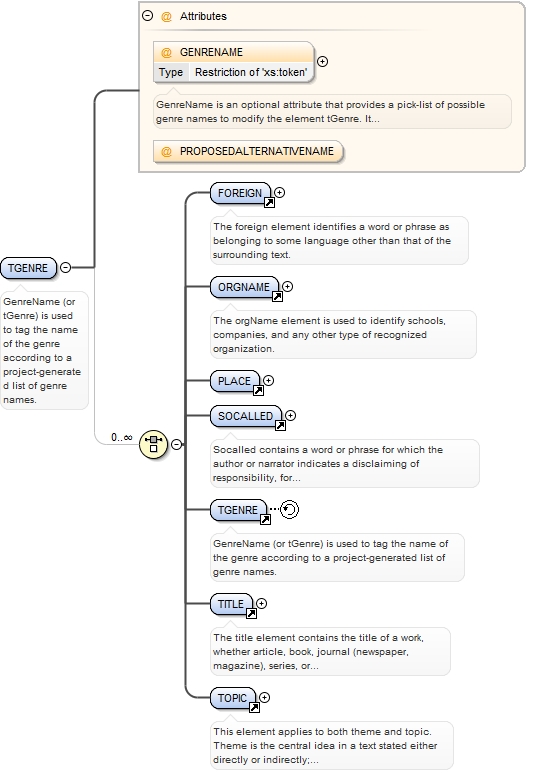 Attributes
GENRENAME
Type Restriction of 'xs:token'
GenreName is an optional attribute that provides a pick-list of possible
genre names to modify the element tGenre. It...
PROPOSEDALTERNATIVENAME
TGENRE
GenreName (or
tGenre) is used
to tag the name
of the genre
according to a
project-generate
d list of genre
names.
0..∞
FOREIGN
The foreign element identifies a word or phrase as
belonging to some language other than that of the
surrounding text.
ORGNAME
The orgName element is used to identify schools,
companies, and any other type of recognized
organization.
PLACE
SOCALLED
Socalled contains a word or phrase for which the
author or narrator indicates a disclaiming of
responsibility, for...
TGENRE
GenreName (or tGenre) is used to tag the name of
the genre according to a project-generated list of
genre names.
TITLE
The title element contains the title of a work,
whether article, book, journal (newspaper,
magazine), series, or...
TOPIC
This element applies to both theme and topic.
Theme is the central idea in a text stated either
directly or indirectly;...